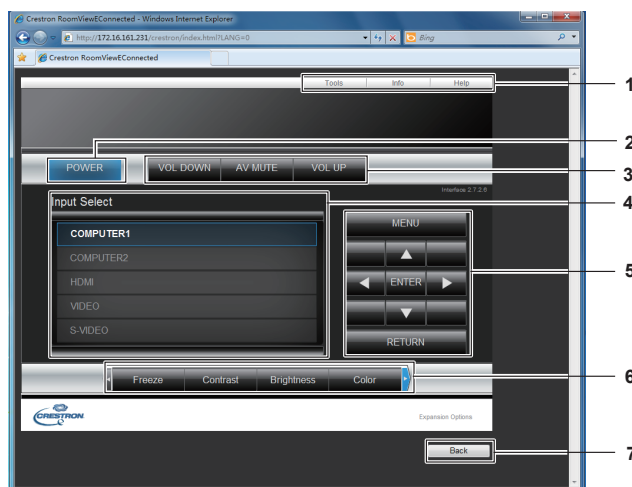 Crestron RoomViewEConnected - Windows Internet Explorer
http://172.16.161.231/crestron/index.html?LANG=0
Bing
Crestron RoomViewEConnected
Tools Info Help
1
2
POWER VOL DOWN AV MUTE VOL UP
3
Interface 2.7.2.6
4
Input Select
MENU
COMPUTER1
COMPUTER2
HDMI
ENTER
5
VIDEO
S-VIDEO
RETURN
Freeze Contrast Brightness Color
6
CRESTRON
Expansion Options
Back
7